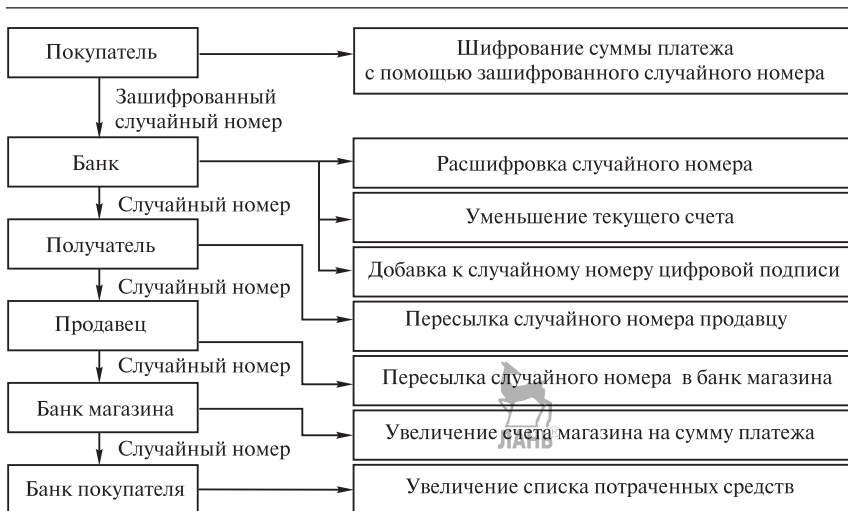 Покупатель
Шифрование суммы платежа
с помощью зашифрованного случайного номера
Зашифрованный
случайный номер
Банк
Расшифровка случайного номера
Случайный номер
Уменьшение текущего счета
Получатель
Добавка к случайному номеру цифровой подписи
Случайный номер
Пересылка случайного номера продавцу
Продавец
Случайный номер
Пересылка случайного номера в банк магазина
Банк магазина
Увеличение счета магазина на сумму платежа
ЛАНЬ®
Случайный номер
Банк покупателя
Увеличение списка потраченных средств